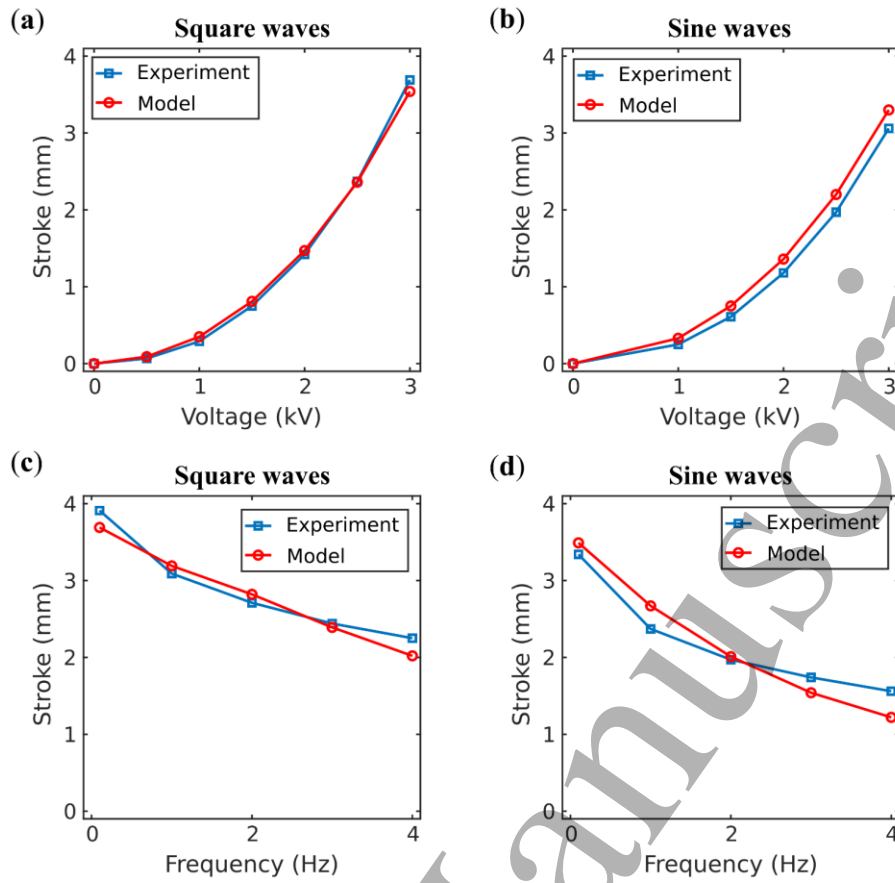 (a)
Square waves
4
3
2
1
0
Stroke (mm)
Experiment
Model
0 1 2 3
Voltage (kV)
(b)
Sine waves
4
3
2
1
0
Stroke (mm)
Experiment
Model
0 1 2 3
Voltage (kV)
(c)
Square waves
4
3
2
1
0
Stroke (mm)
Experiment
Model
0 2 4
Frequency (Hz)
(d)
Sine waves
4
3
2
1
0
Stroke (mm)
Experiment
Model
0 2 4
Frequency (Hz)
anuscri